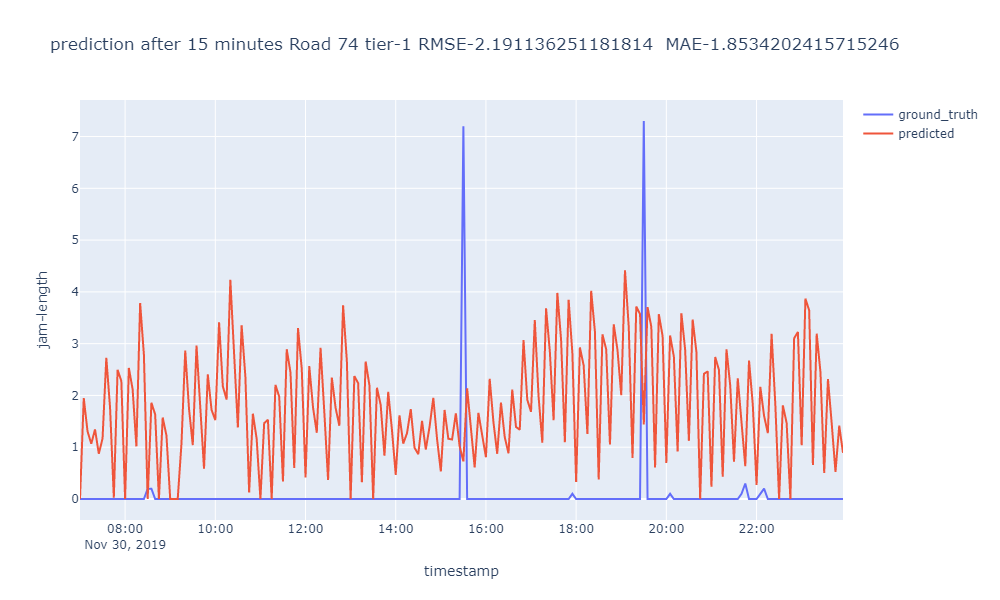 prediction after 15 minutes Road 74 tier-1 RMSE-2.191136251181814  MAE-1.8534202415715246
ground_truth
predicted
7
6
5
4
3
2
1
0
jam-length
08:00 10:00 12:00 14:00 16:00 18:00 20:00 22:00
Nov 30, 2019
timestamp